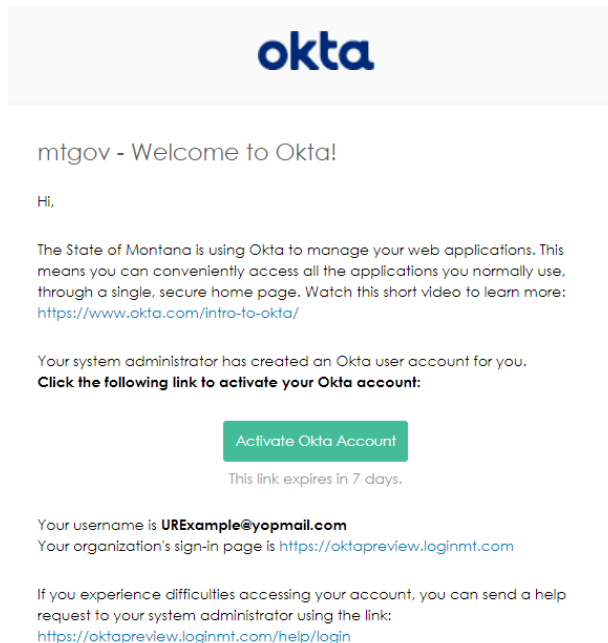 okta
mtgov - Welcome to Okta!
Hi,
The State of Montana is using Okta to manage your web applications. This
means you can conveniently access all the applications you normally use,
through a single, secure home page. Watch this short video to learn more:
https://www.okta.com/intro-to-okta/
Your system administrator has created an Okta user account for you.
Click the following link to activate your Okta account:
Activate Okta Account
This link expires in 7 days.
Your username is URExample@yopmail.com
Your organization's sign-in page is https://oktapreview.loginmt.com
If you experience difficulties accessing your account, you can send a help
request to your system administrator using the link:
https://oktapreview.loginmt.com/help/login